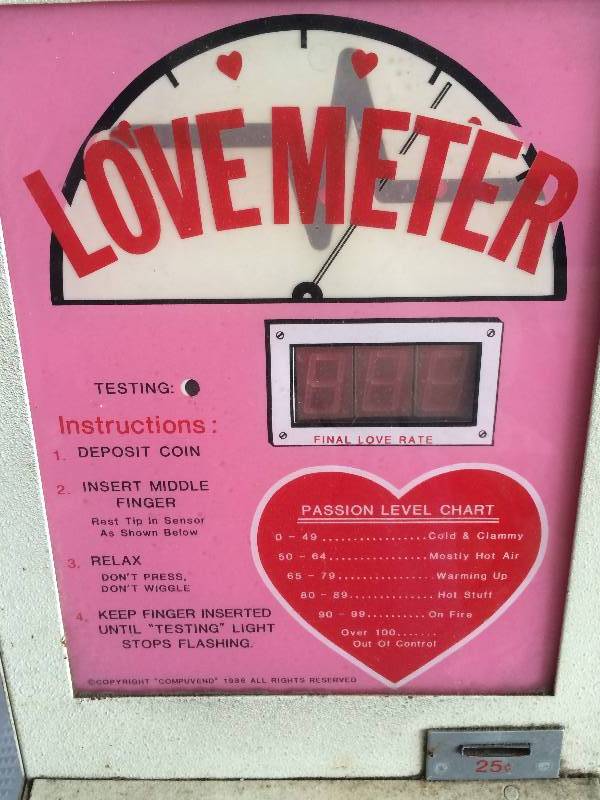 LOVE METER
FINAL LOVE RATE
TESTING:
Instructions:
1. DEPOSIT COIN
2. INSERT MIDDLE
FINGER
Rest Tip in Sensor
As Shown Below
3. RELAX
DON'T PRESS,
DON'T WIGGLE
4. KEEP FINGER INSERTED
UNTIL "TESTING" LIGHT
STOPS FLASHING.
PASSION LEVEL CHART
0 - 49..................Cold & Clammy
50 - 64................Mostly Hot Air
65 - 79................Warming Up
80 - 89...............Hot Stuff
90 - 99..........On Fire
Over 100.......
Out Of Control
©COPYRIGHT "COMPUVEND" 1986 ALL RIGHTS RESERVED
25¢